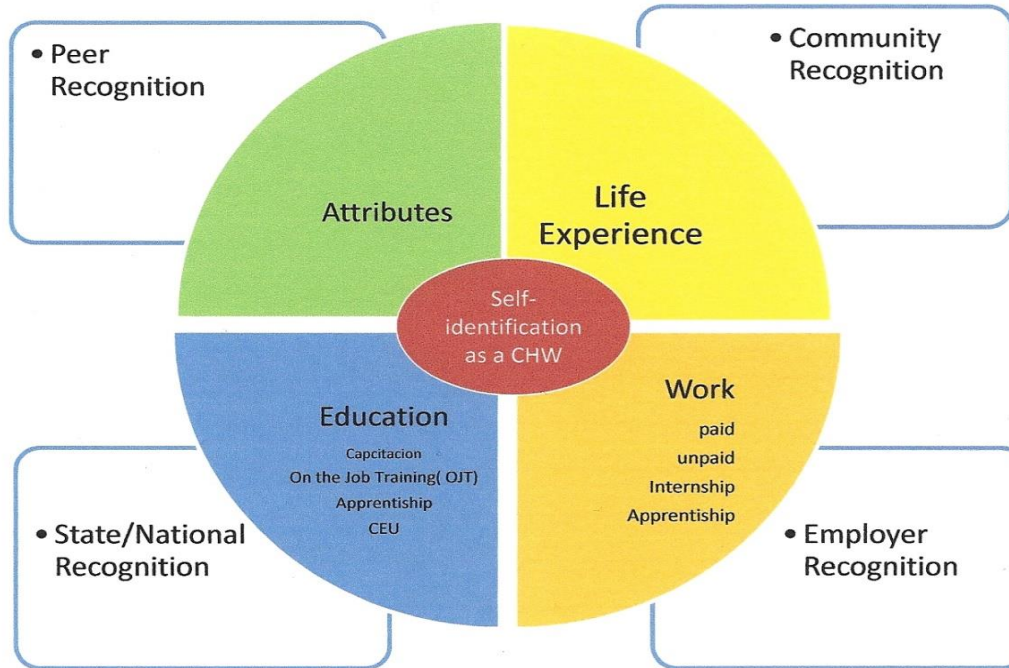 • Peer
Recognition
• Community
Recognition
Attributes
Life
Experience
Self-
identification
as a CHW
Education
Capcitacion
On the Job Training( OJT)
Apprentiship
CEU
Work
paid
unpaid
Internship
Apprentiship
• State/National
Recognition
• Employer
Recognition